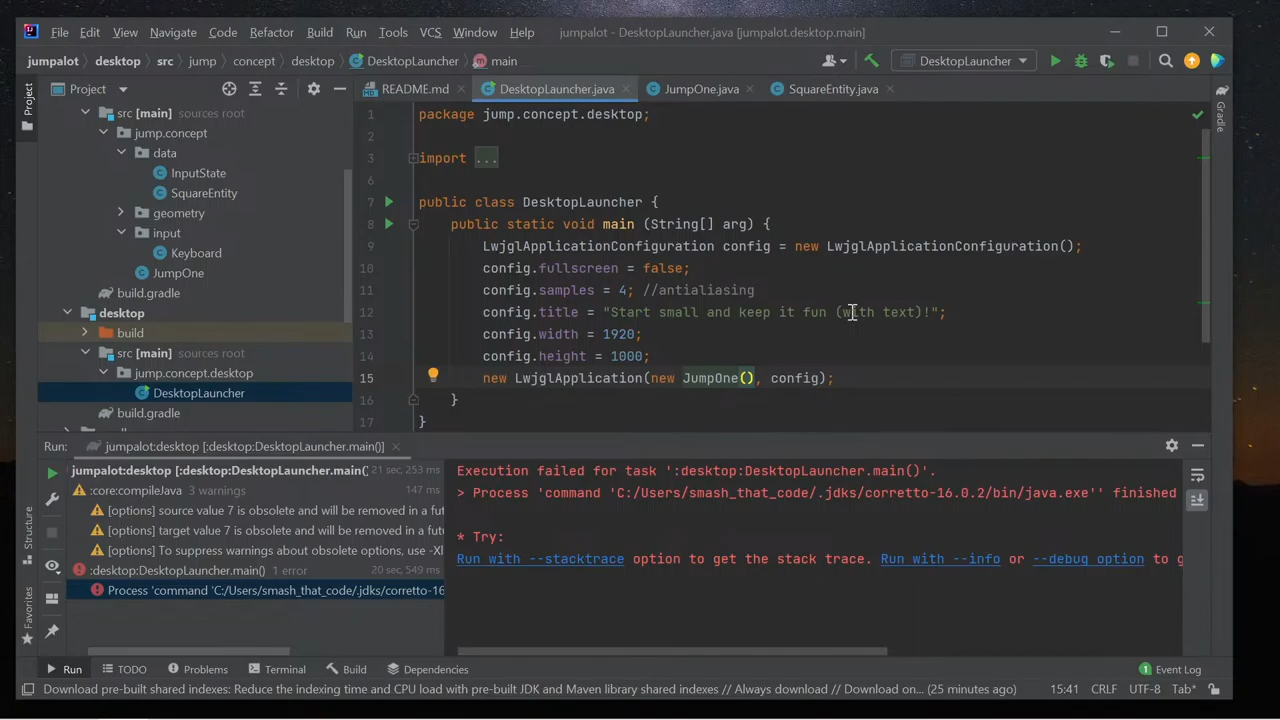 File Edit View Navigate Code Refactor Build Run Tools VCS Window Help jumpalot - DesktopLauncher.java [jumpalot.desktop.main]
jumpalot desktop src jump concept desktop DesktopLauncher main DesktopLauncher
Project README.md DesktopLauncher.java JumpOne.java SquareEntity.java
Project
Structure
Favorites
Gradle
src [main] sources root
jump.concept
data
InputState
SquareEntity
geometry
input
Keyboard
JumpOne
build.gradle
desktop
build
src [main] sources root
jump.concept.desktop
DesktopLauncher
build.gradle
1 package jump.concept.desktop;
2
3 import ...
6
7 public class DesktopLauncher {
8 public static void main (String[] arg) {
9 LwjglApplicationConfiguration config = new LwjglApplicationConfiguration();
10 config.fullscreen = false;
11 config.samples = 4; //antialiasing
12 config.title = "Start small and keep it fun (with text)!";
13 config.width = 1920;
14 config.height = 1000;
15 new LwjglApplication(new JumpOne(), config);
16 }
17 }
Run: jumpalot:desktop [:desktop:DesktopLauncher.main()]
jumpalot:desktop [:desktop:DesktopLauncher.main() 21 sec, 253 ms
:core:compileJava 3 warnings 147 ms
[options] source value 7 is obsolete and will be removed in a fu
[options] target value 7 is obsolete and will be removed in a fut
[options] To suppress warnings about obsolete options, use -Xl
:desktop:DesktopLauncher.main() 1 error 20 sec, 549 ms
Process 'command 'C:/Users/smash_that_code/.jdks/corretto-16
Execution failed for task ':desktop:DesktopLauncher.main()'.
> Process 'command 'C:/Users/smash_that_code/.jdks/corretto-16.0.2/bin/java.exe'' finished
* Try:
Run with --stacktrace option to get the stack trace. Run with --info or --debug option to g
Run TODO Problems Terminal Build Dependencies 1 Event Log
Download pre-built shared indexes: Reduce the indexing time and CPU load with pre-built JDK and Maven library shared indexes // Always download // Download on... (25 minutes ago) 15:41 CRLF UTF-8 Tab*